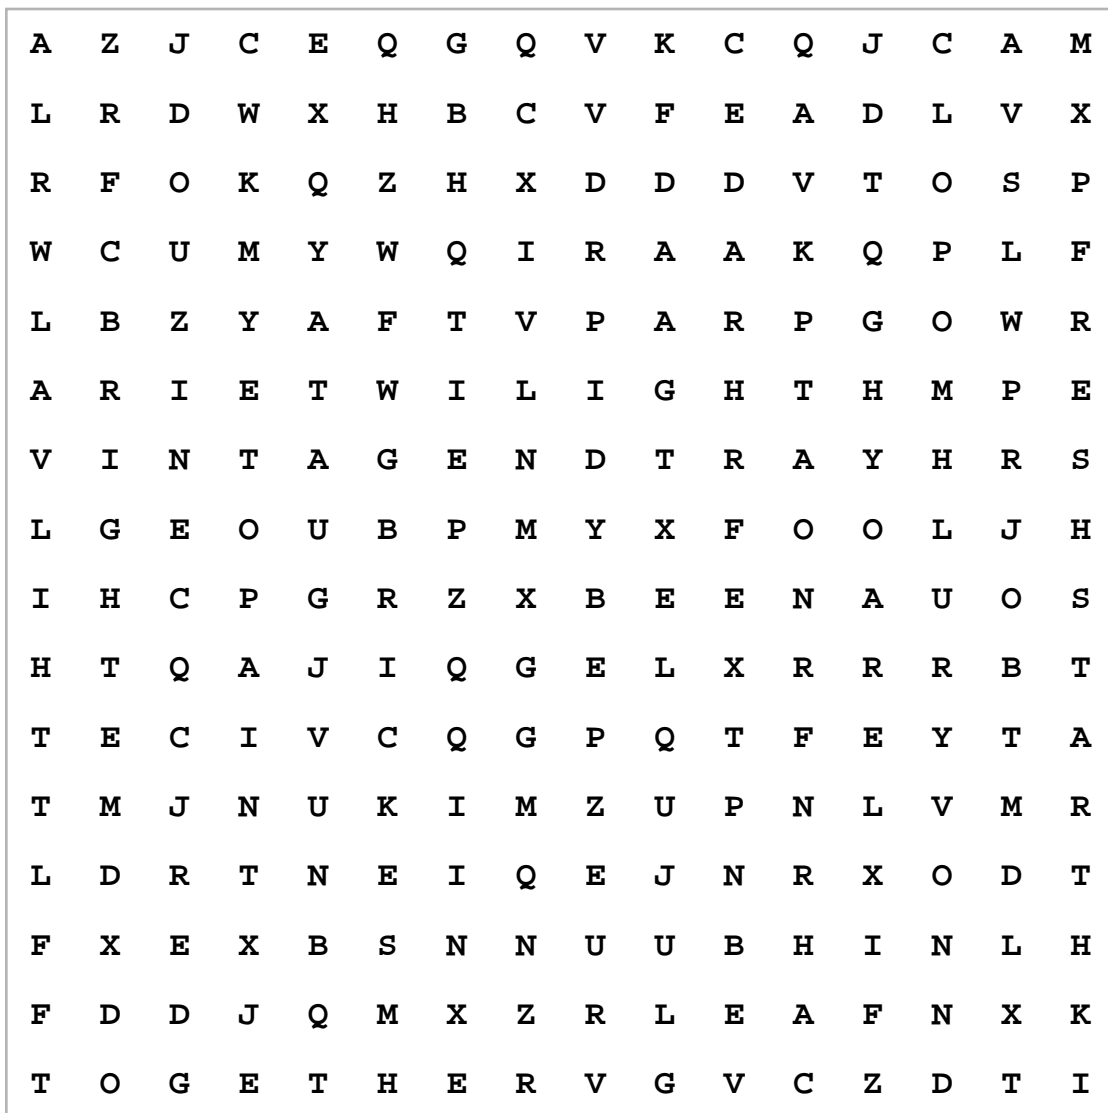 A Z J C E Q G Q V K C Q J C A M
L R D W X H B C V F E A D L V X
R F O K Q Z H X D D D V T O S P
W C U M Y W Q I R A A K Q P L F
L B Z Y A F T V P A R P G O W R
A R I E T W I L I G H T H M P E
V I N T A G E N D T R A Y H R S
L G E O U B P M Y X F O O L J H
I H C P G R Z X B E E N A U O S
H T Q A J I Q G E L X R R R B T
T E C I V C Q G P Q T F E Y T A
T M J N U K I M Z U P N L V M R
L D R T N E I Q E J N R X O D T
F X E X B S N N U U B H I N L H
F D D J Q M X Z R L E A F N X K
T O G E T H E R V G V C Z D T I